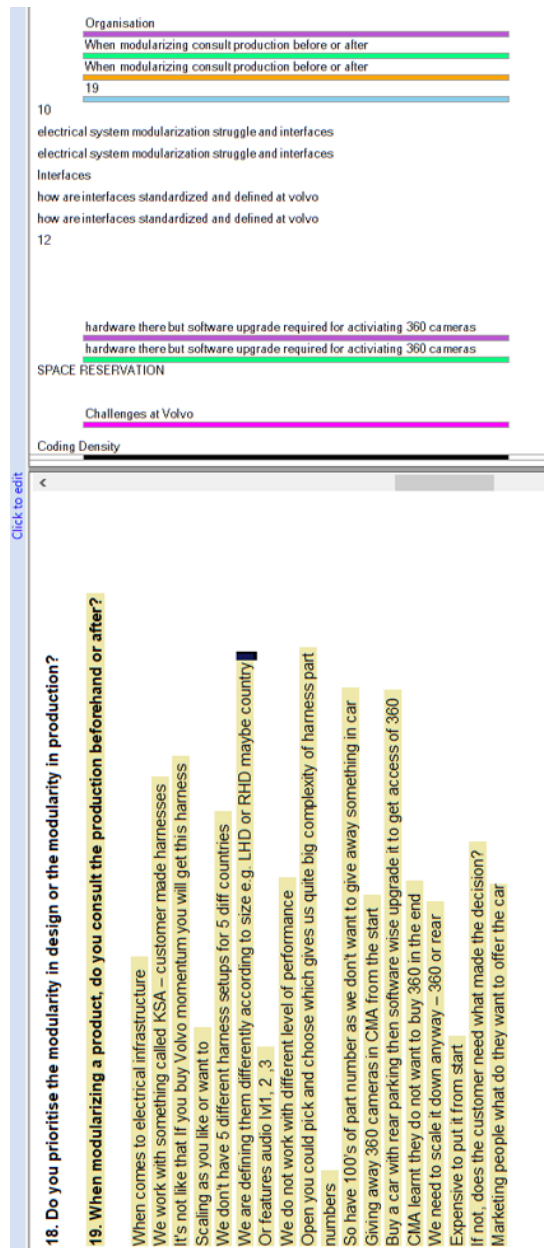 Organisation
When modularizing consult production before or after
When modularizing consult production before or after
19
10
electrical system modularization struggle and interfaces
electrical system modularization struggle and interfaces
Interfaces
how are interfaces standardized and defined at volvo
how are interfaces standardized and defined at volvo
12
hardware there but software upgrade required for activiating 360 cameras
hardware there but software upgrade required for activiating 360 cameras
SPACE RESERVATION
Challenges at Volvo
Coding Density
Click to edit
18. Do you prioritise the modularity in design or the modularity in production?
19. When modularizing a product, do you consult the production beforehand or after?
When comes to electrical infrastructure
We work with something called KSA – customer made harnesses
It's not like that If you buy Volvo momentum you will get this harness
Scaling as you like or want to
We don't have 5 different harness setups for 5 diff countries
We are defining them differently according to size e.g. LHD or RHD maybe country
Or features audio lvl1, 2 ,3
We do not work with different level of performance
Open you could pick and choose which gives us quite big complexity of harness part
numbers
So have 100's of part number as we don't want to give away something in car
Giving away 360 cameras in CMA from the start
Buy a car with rear parking then software wise upgrade it to get access of 360
CMA learnt they do not want to buy 360 in the end
We need to scale it down anyway – 360 or rear
Expensive to put it from start
If not, does the customer need what made the decision?
Marketing people what do they want to offer the car